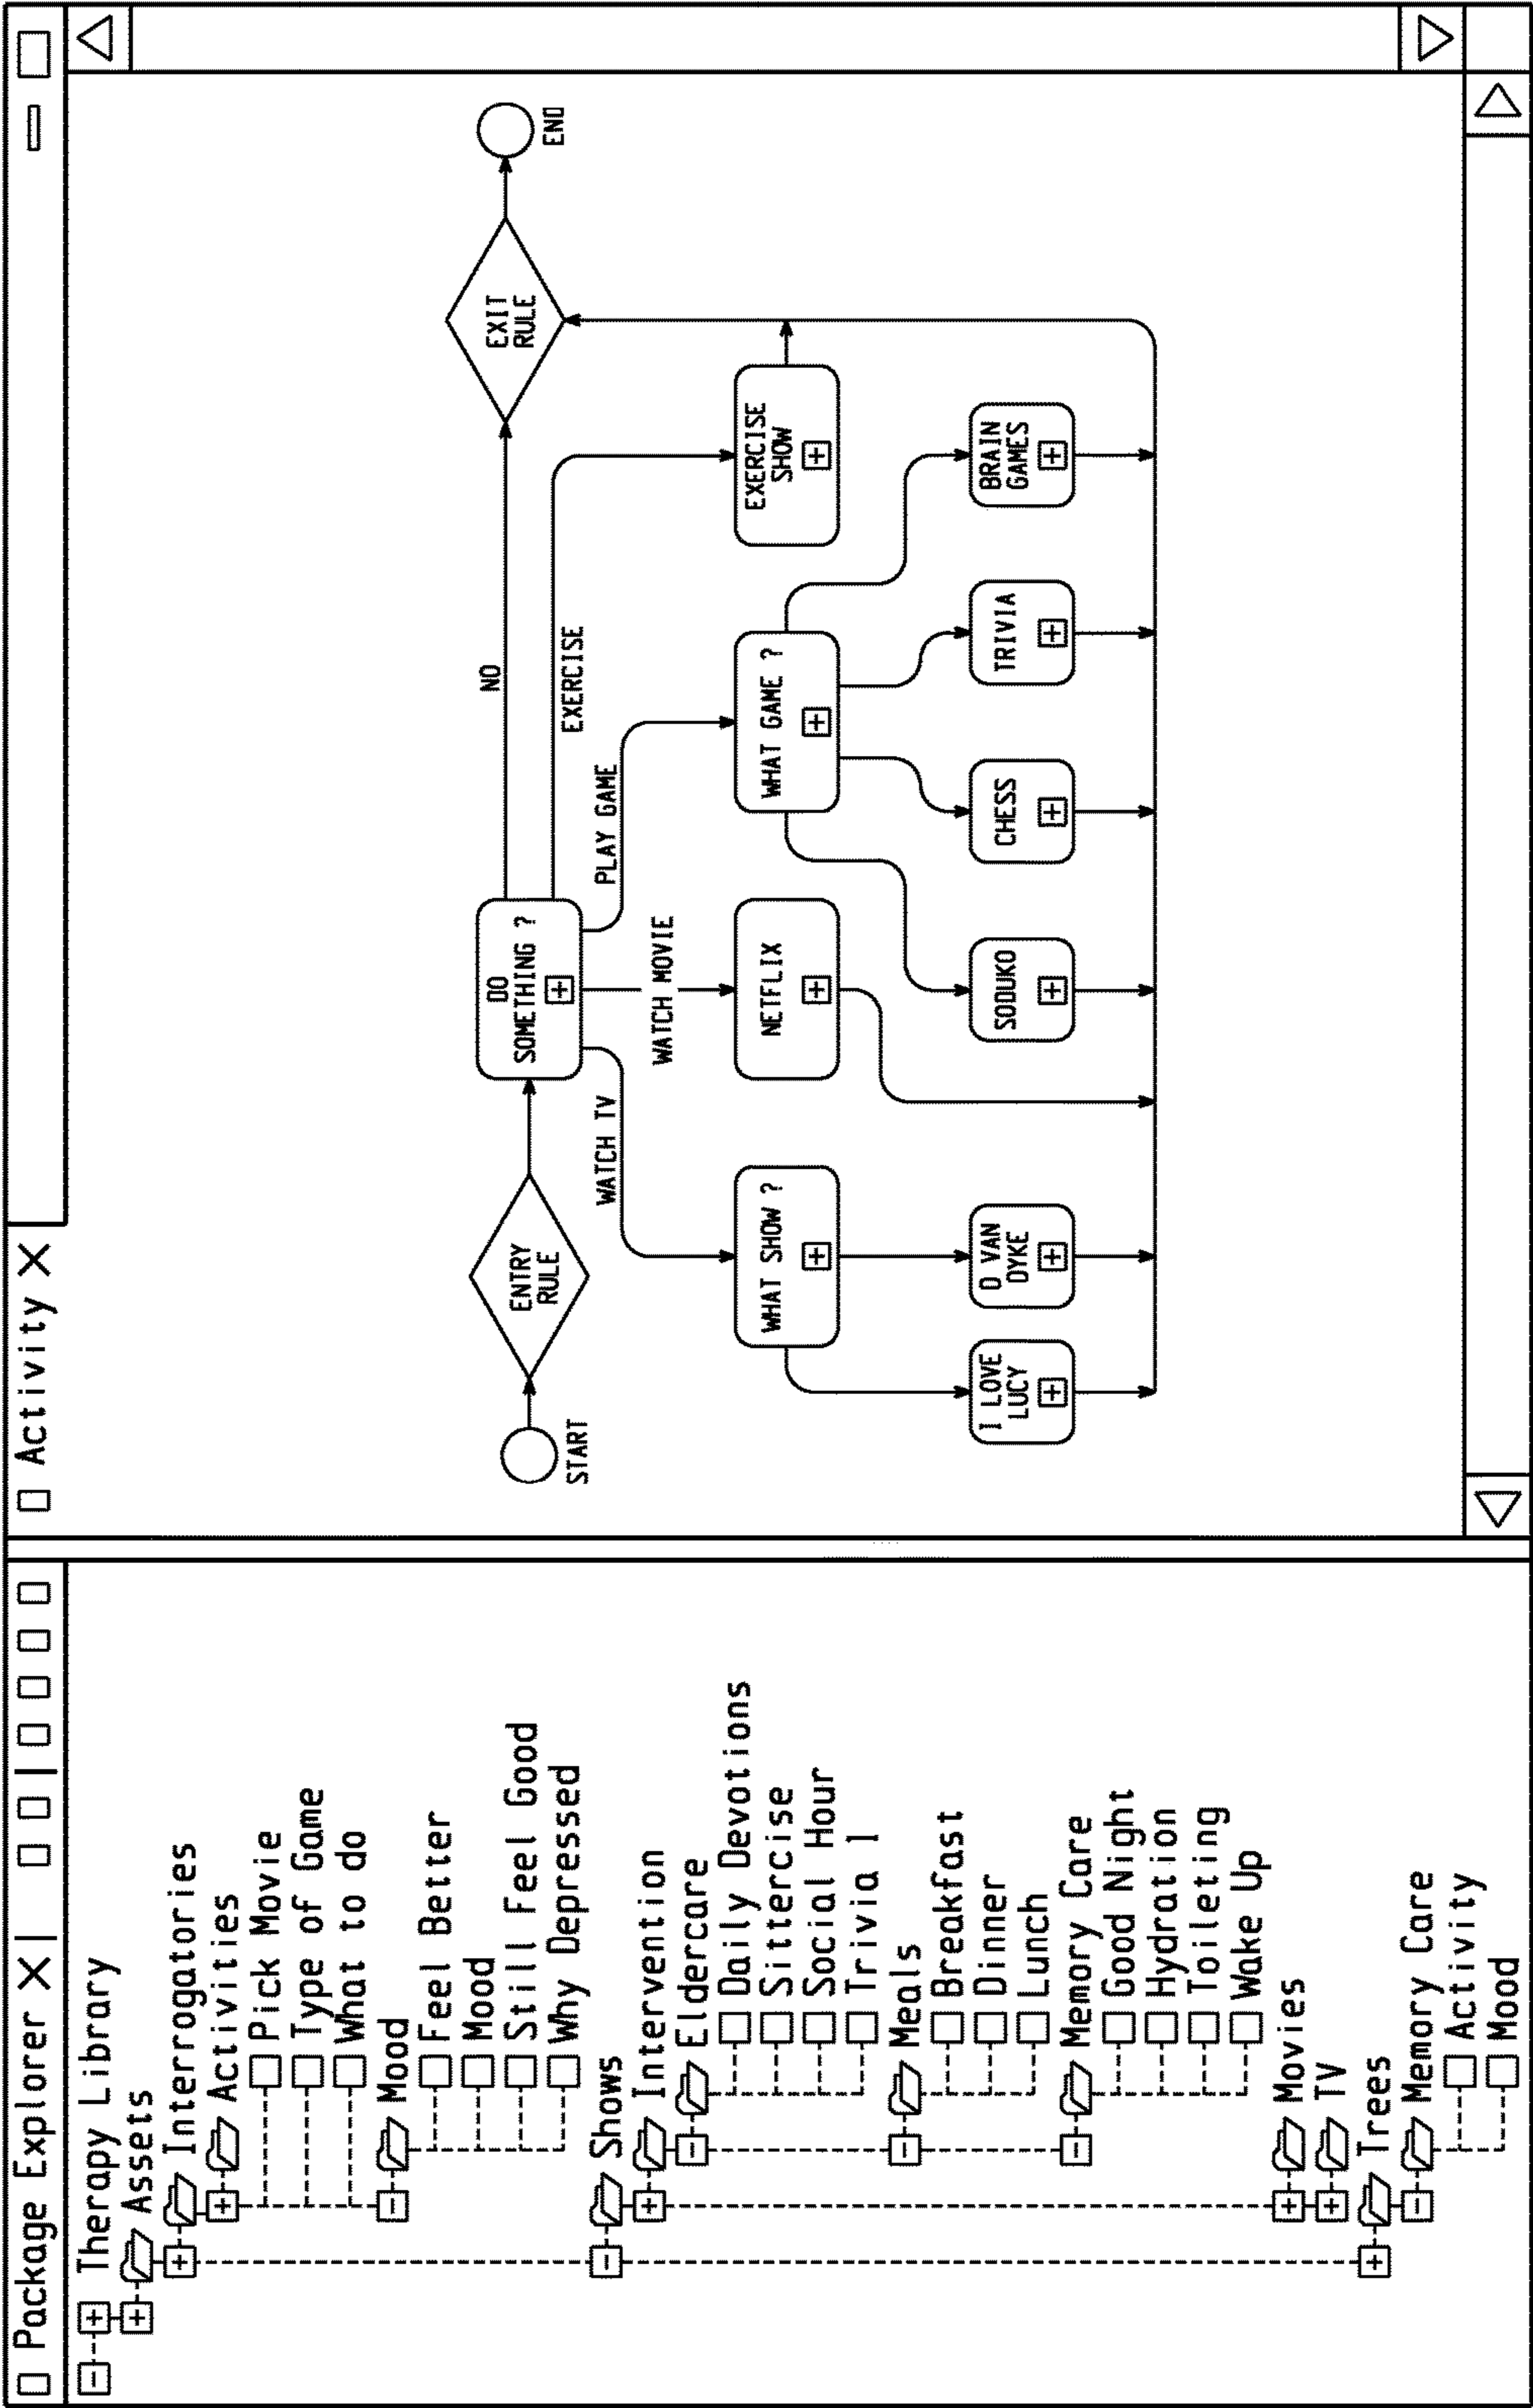 Package Explorer
Therapy Library
Assets
Interrogatories
Activities
Pick Movie
Type of Game
What to do
Mood
Feel Better
Mood
Still Feel Good
Why Depressed
Shows
Intervention
Eldercare
Daily Devotions
Sittercise
Social Hour
Trivia 1
Meals
Breakfast
Dinner
Lunch
Memory Care
Good Night
Hydration
Toileting
Wake Up
Movies
TV
Trees
Memory Care
Activity
Mood
Activity
START
ENTRY
RULE
DO
SOMETHING ?
NO
EXIT
RULE
END
EXERCISE
PLAY GAME
WATCH TV
WATCH MOVIE
WHAT SHOW ?
NETFLIX
WHAT GAME ?
EXERCISE
SHOW
I LOVE
LUCY
D VAN
DYKE
SODUKO
CHESS
TRIVIA
BRAIN
GAMES